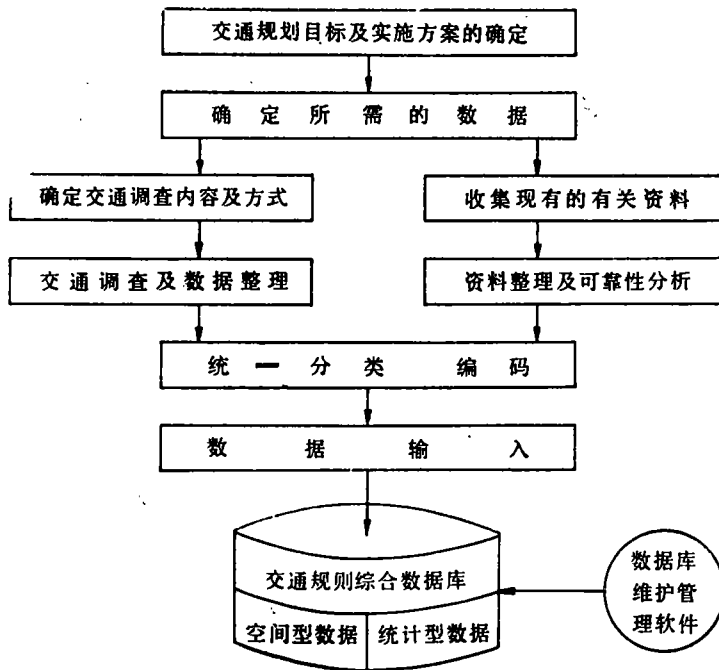 交通规划目标及实施方案的确定
确定所需的数据
确定交通调查内容及方式
收集现有的有关资料
交通调查及数据整理
资料整理及可靠性分析
统一分类 编码
数据输入
交通规则综合数据库
空间型数据
统计型数据
数据库
维护管
理软件